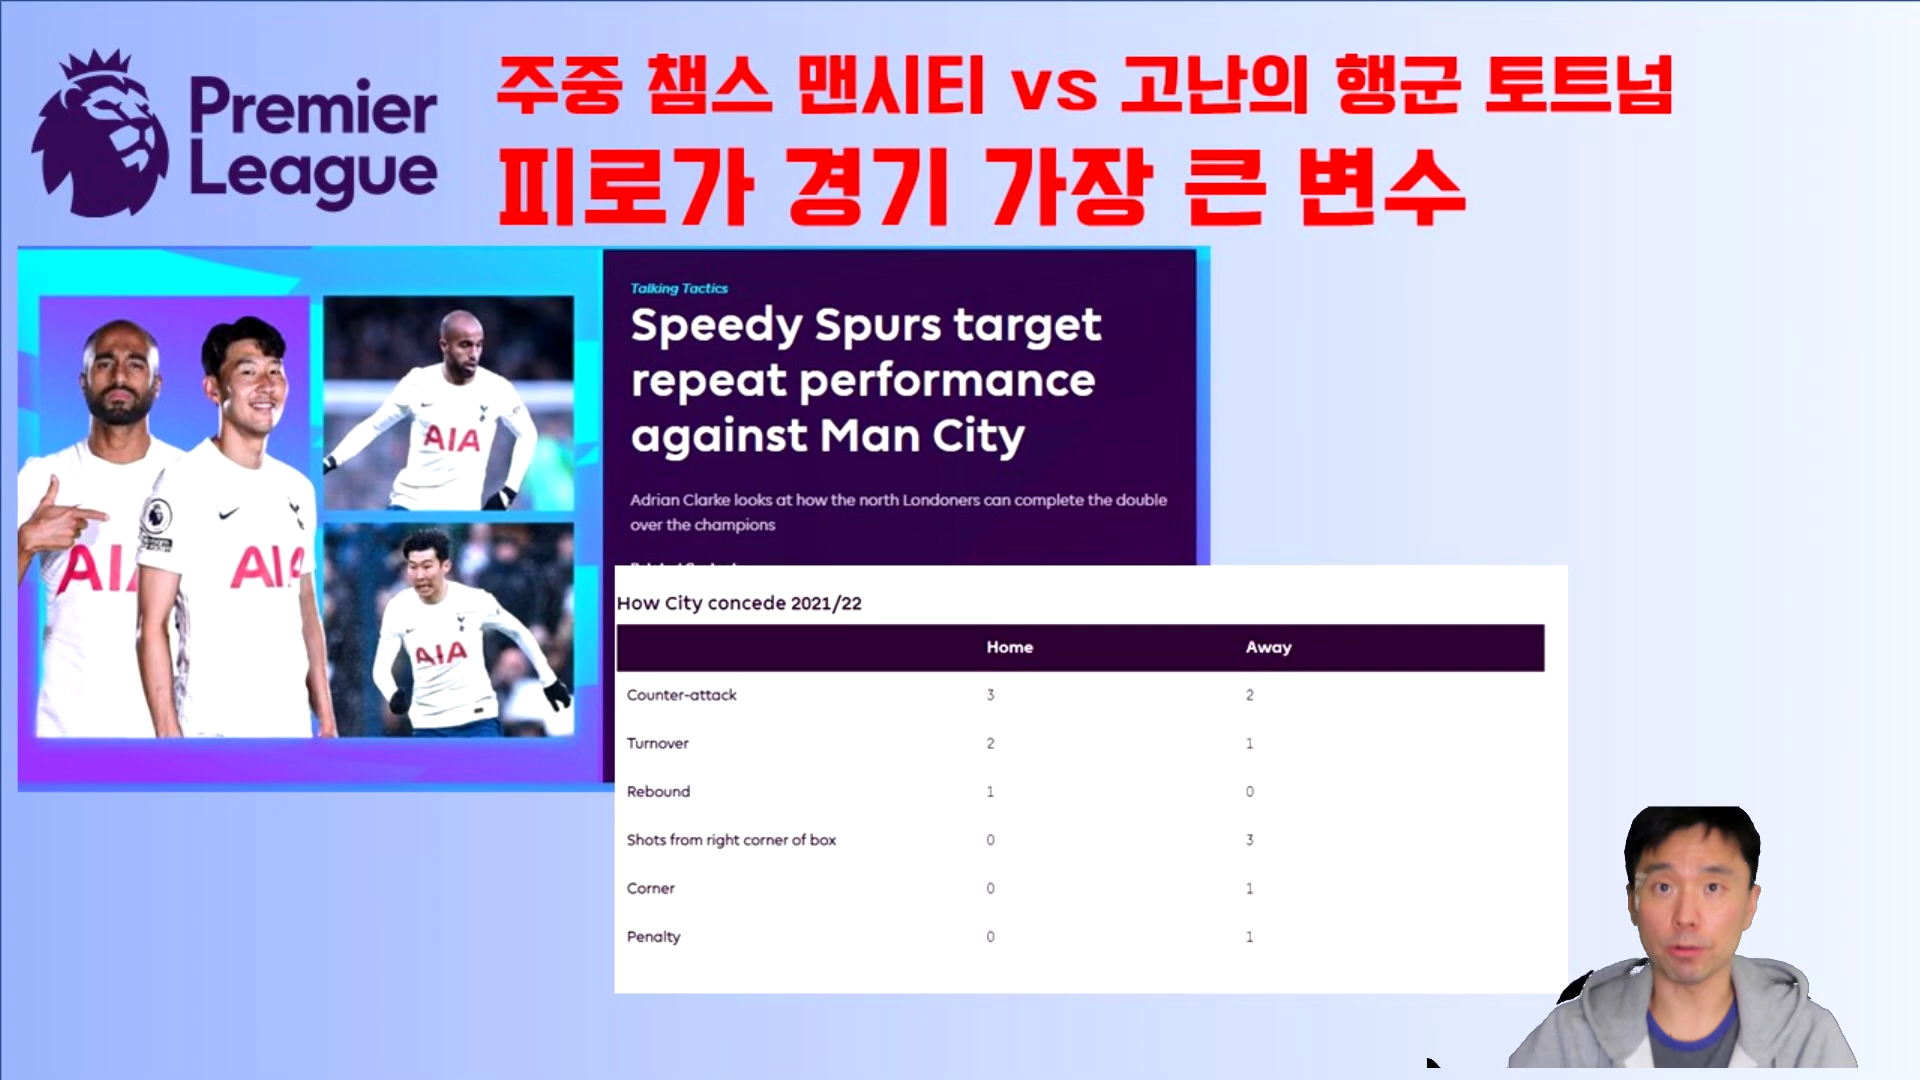 Premier
League
주중 챔스 맨시티 vs 고난의 행군 토트넘
피로가 경기 가장 큰 변수
Talking Tactics
Speedy Spurs target
repeat performance
against Man City
Adrian Clarke looks at how the north Londoners can complete the double
over the champions
AIA
AIA
AIA
AIA
How City concede 2021/22
Home Away
Counter-attack 3 2
Turnover 2 1
Rebound 1 0
Shots from right corner of box 0 3
Corner 0 1
Penalty 0 1